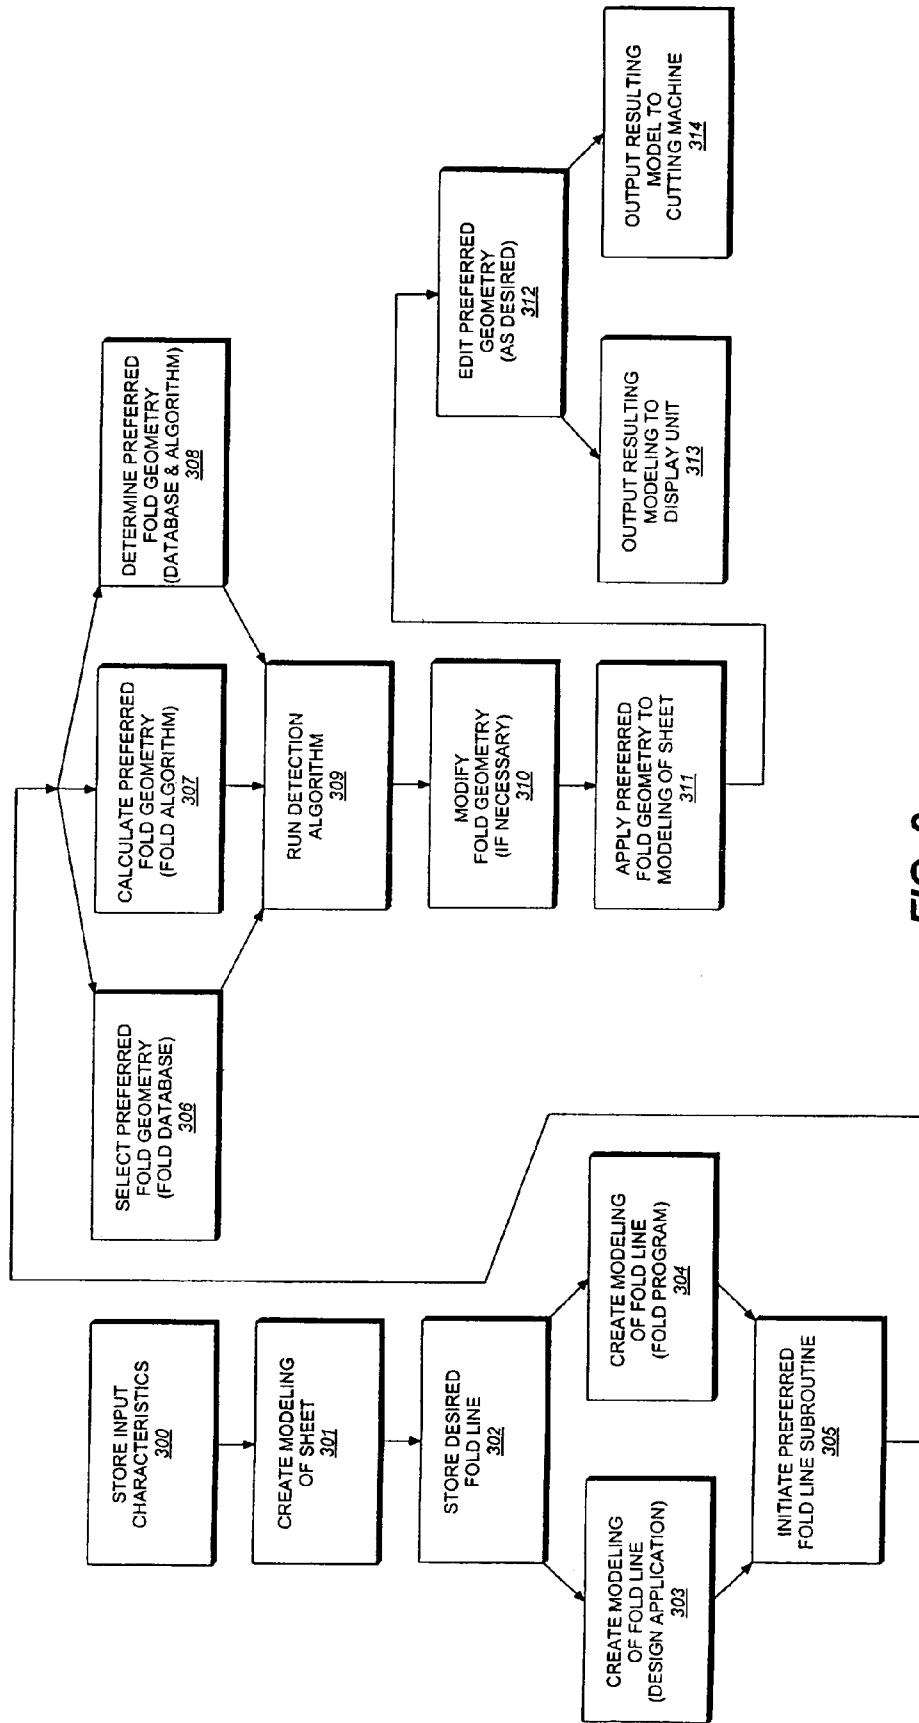 STORE INPUT
CHARACTERISTICS
300
CREATE MODELING
OF SHEET
301
STORE DESIRED
FOLD LINE
302
CREATE MODELING
OF FOLD LINE
(DESIGN APPLICATION)
303
CREATE MODELING
OF FOLD LINE
(FOLD PROGRAM)
304
INITIATE PREFERRED
FOLD LINE SUBROUTINE
305
SELECT PREFERRED
FOLD GEOMETRY
(FOLD DATABASE)
306
CALCULATE PREFERRED
FOLD GEOMETRY
(FOLD ALGORITHM)
307
DETERMINE PREFERRED
FOLD GEOMETRY
(DATABASE & ALGORITHM)
308
RUN DETECTION
ALGORITHM
309
MODIFY
FOLD GEOMETRY
(IF NECESSARY)
310
APPLY PREFERRED
FOLD GEOMETRY TO
MODELING OF SHEET
311
EDIT PREFERRED
GEOMETRY
(AS DESIRED)
312
OUTPUT RESULTING
MODELING TO
DISPLAY UNIT
313
OUTPUT RESULTING
MODEL TO
CUTTING MACHINE
314
FIG.